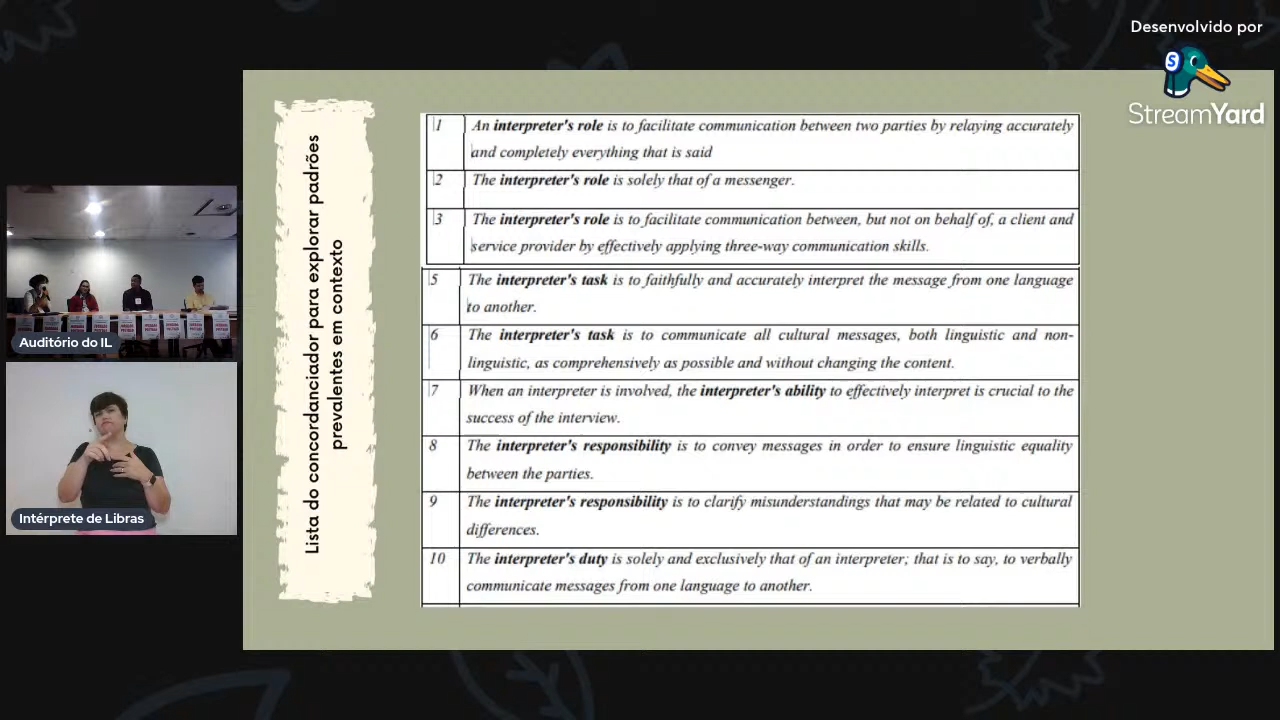 Desenvolvido por
StreamYard
Auditório do IL
Intérprete de Libras
Lista do concordanciador para explorar padrões
prevalentes em contexto
1 An interpreter's role is to facilitate communication between two parties by relaying accurately
and completely everything that is said
2 The interpreter's role is solely that of a messenger.
3 The interpreter's role is to facilitate communication between, but not on behalf of, a client and
service provider by effectively applying three-way communication skills.
5 The interpreter's task is to faithfully and accurately interpret the message from one language
to another.
6 The interpreter's task is to communicate all cultural messages, both linguistic and non-
linguistic, as comprehensively as possible and without changing the content.
7 When an interpreter is involved, the interpreter's ability to effectively interpret is crucial to the
success of the interview.
8 The interpreter's responsibility is to convey messages in order to ensure linguistic equality
between the parties.
9 The interpreter's responsibility is to clarify misunderstandings that may be related to cultural
differences.
10 The interpreter's duty is solely and exclusively that of an interpreter; that is to say, to verbally
communicate messages from one language to another.